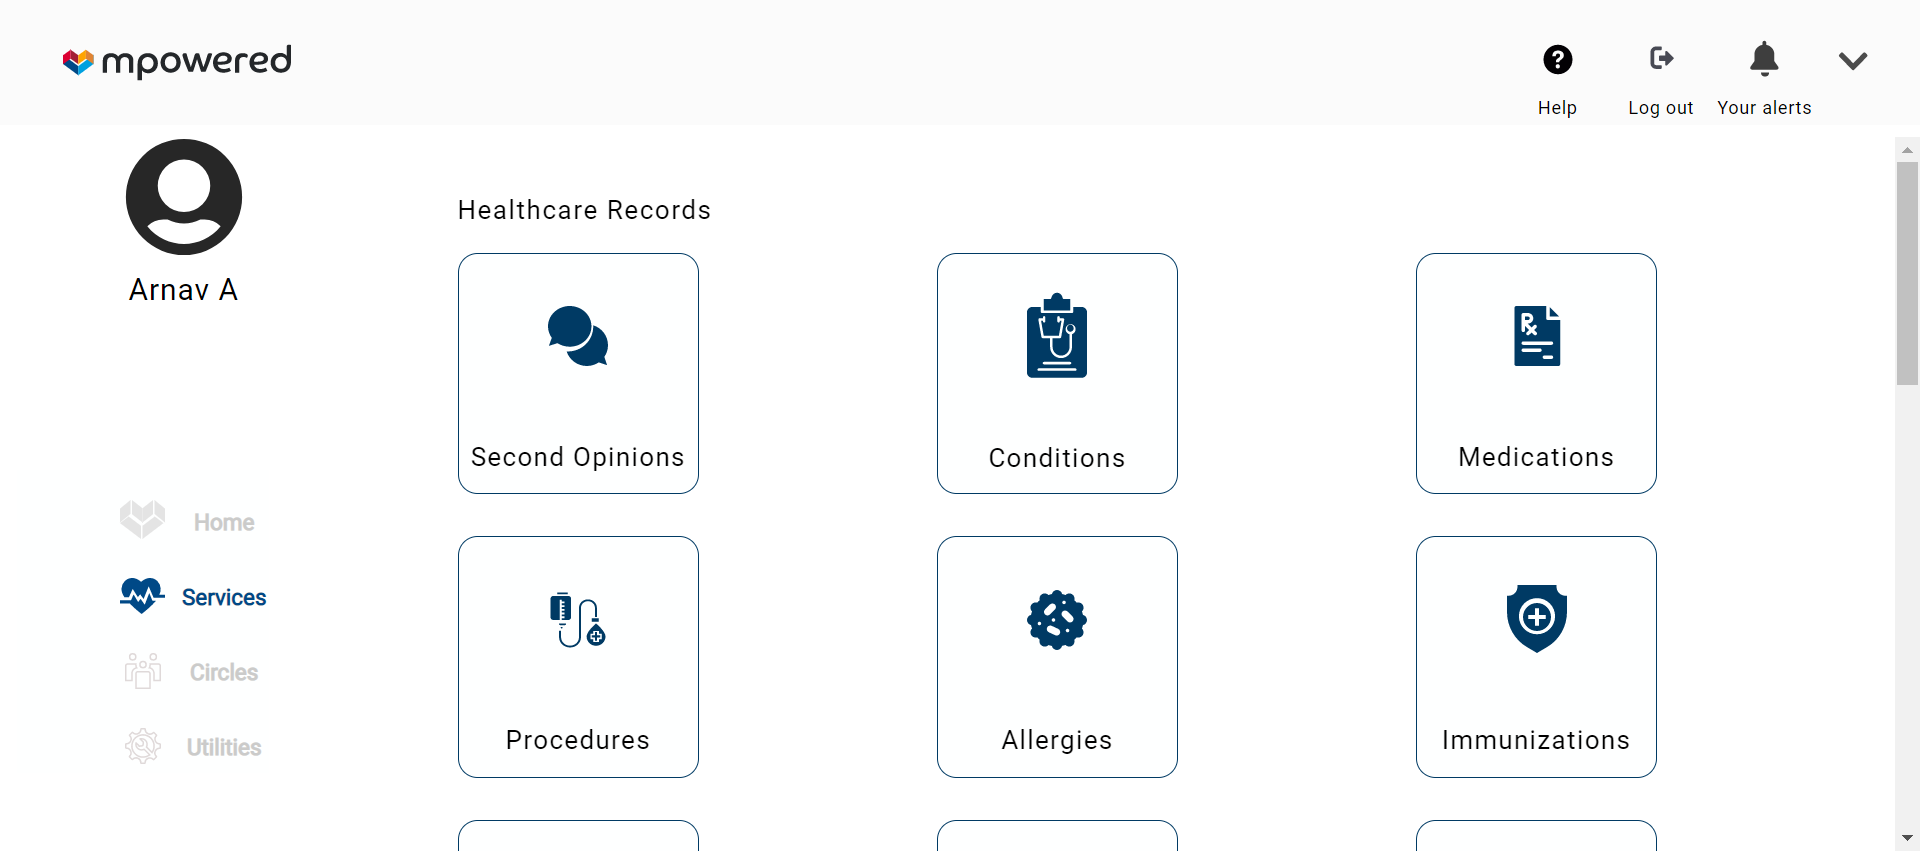 mpowered
Help
Log out
Your alerts
Arnav A
Home
Services
Circles
Utilities
Healthcare Records
Second Opinions
Conditions
Rx
Medications
Procedures
Allergies
Immunizations